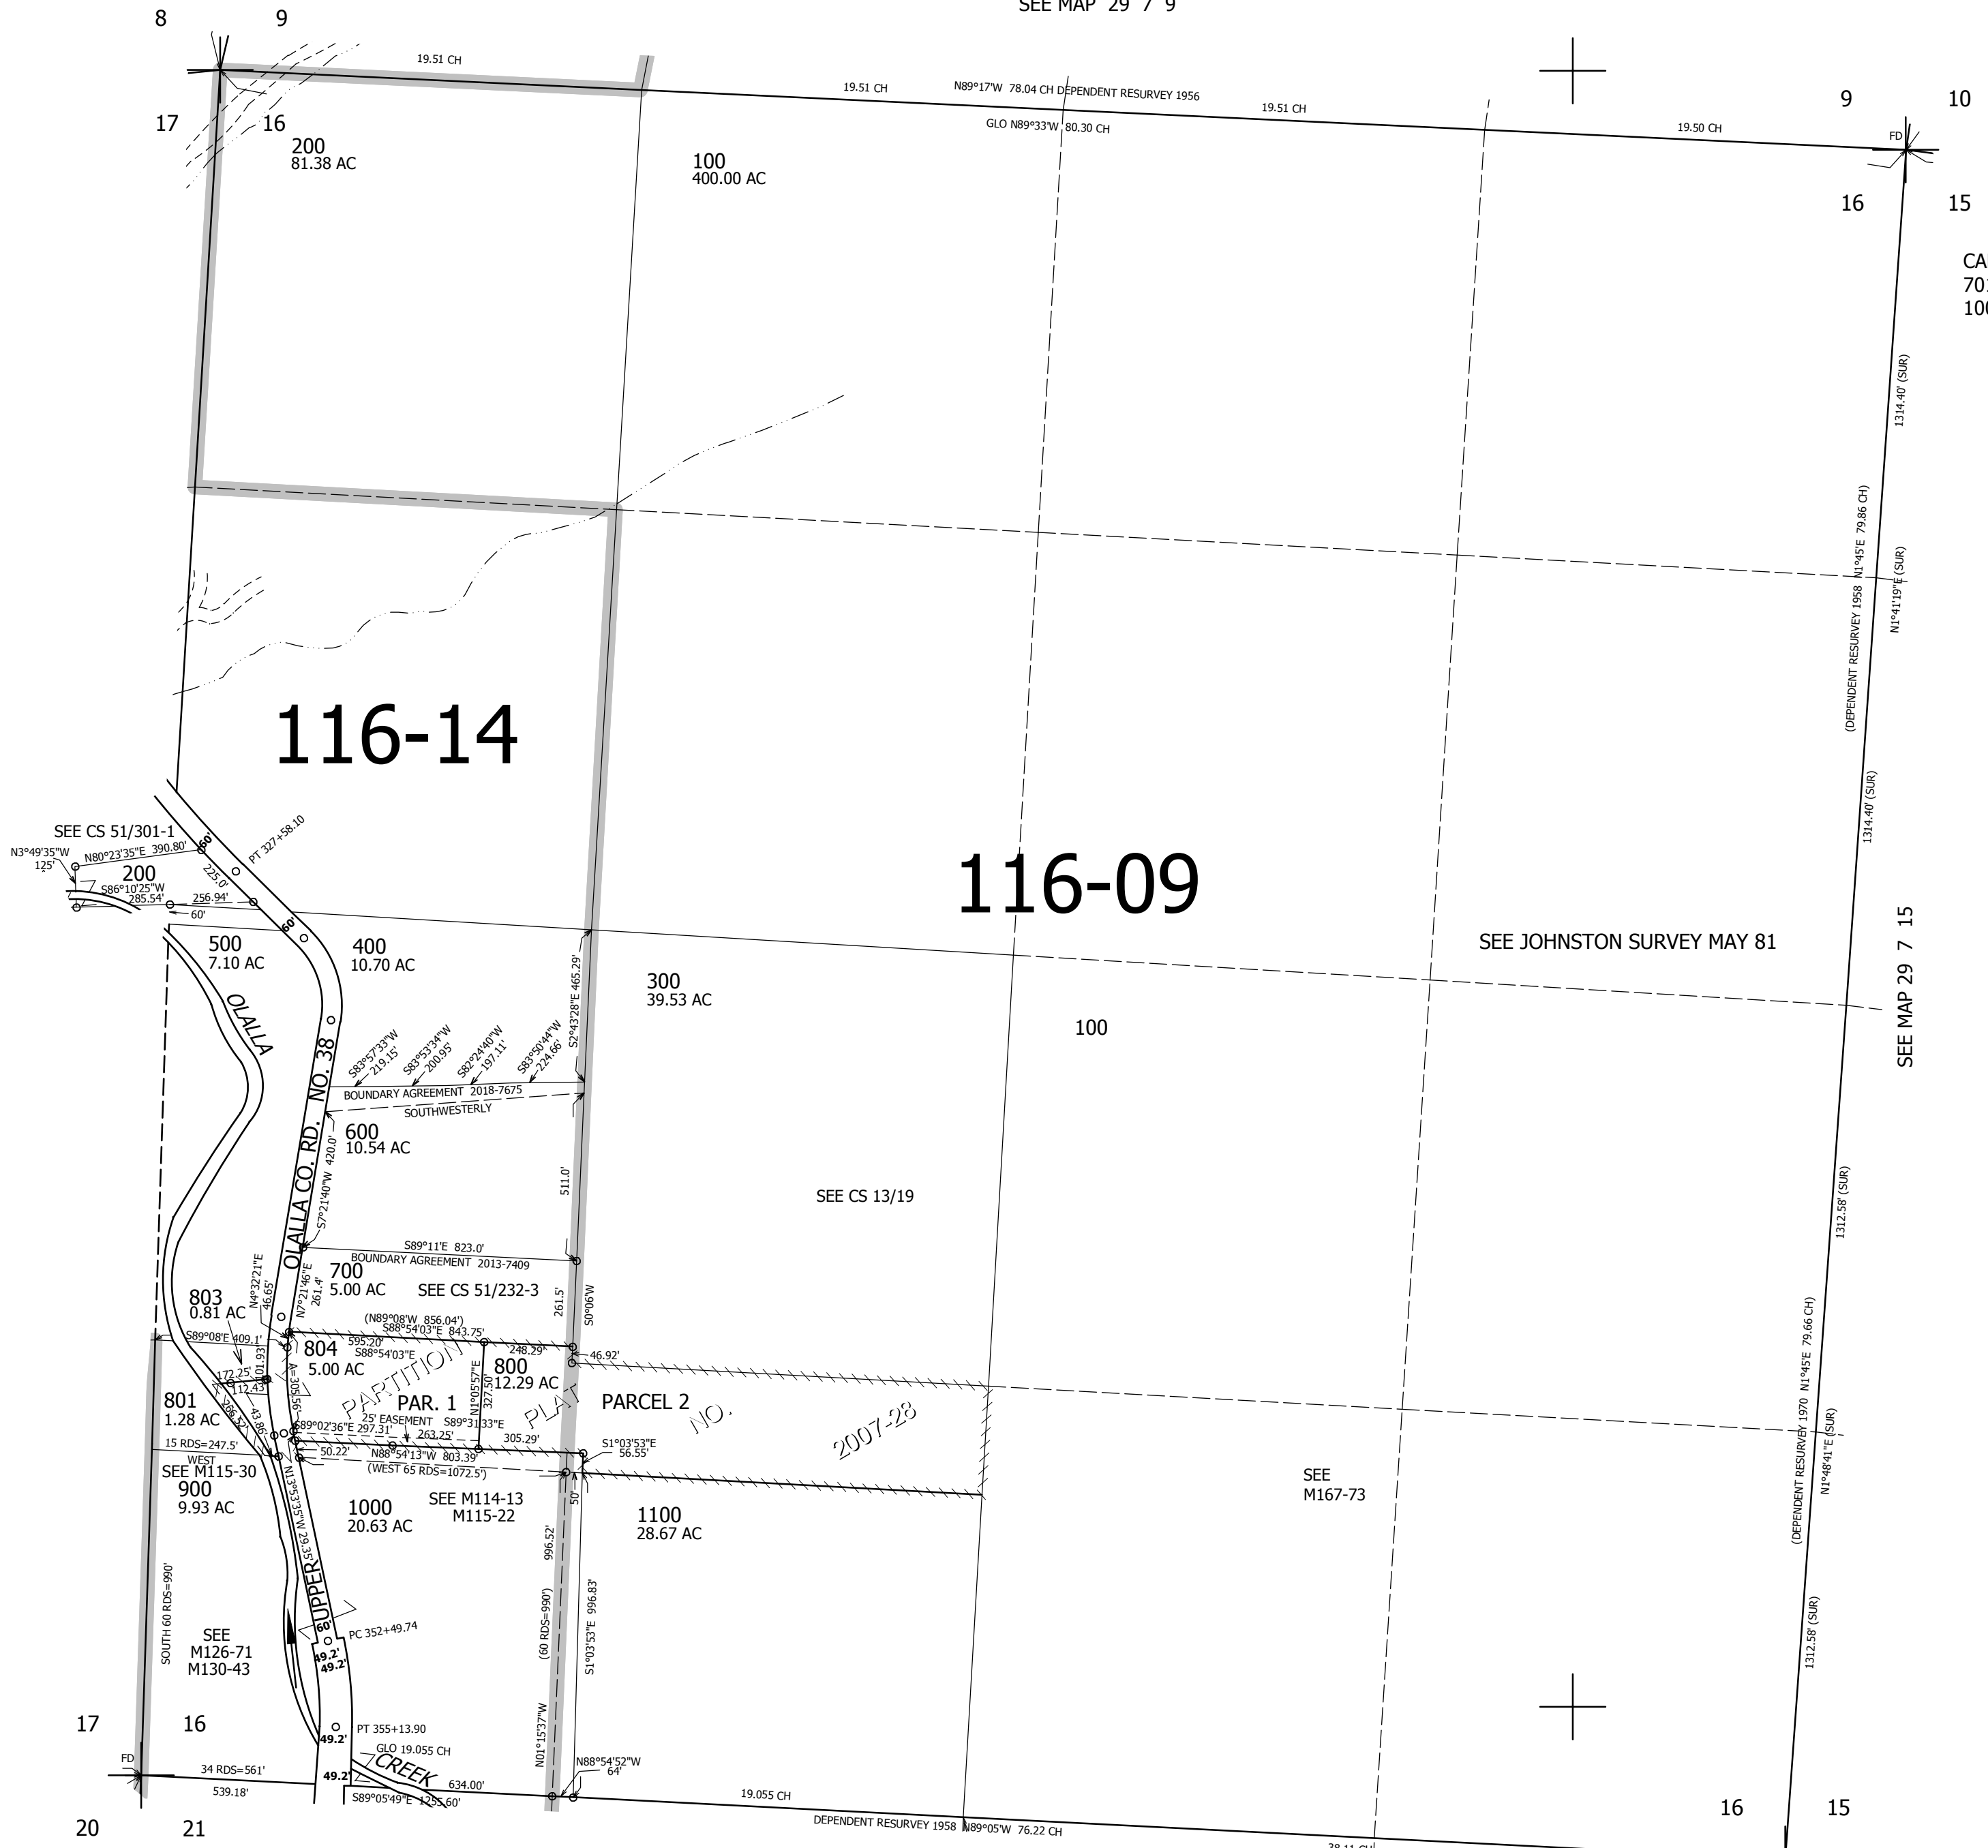 SEE MAP 29 7 9
8
9
19.51 CH
19.51 CH
N89°17'W 78.04 CH DEPENDENT RESURVEY 1956
19.51 CH
GLO N89°33'W 80.30 CH
19.50 CH
9
10
FD
17
16
200
81.38 AC
100
400.00 AC
16
15
1314.40' (SUR)
(DEPENDENT RESURVEY 1958 N1°45'E 79.86 CH)
N1°41'19"E (SUR)
116-14
1314.40' (SUR)
SEE CS 51/301-1
N3°49'35"W
125'
N80°23'35"E 390.80'
60'
PT 327+58.10
200
225.0'
S86°10'25"W
285.54'
256.94'
60'
60'
116-09
SEE JOHNSTON SURVEY MAY 81
SEE MAP 29 7 15
500
7.10 AC
400
10.70 AC
300
39.53 AC
S2°43'28"E 465.29'
100
OLALLA
S83°57'33"W
219.15'
S83°53'34"W
200.95'
S82°24'40"W
197.11'
S83°50'44"W
224.66'
BOUNDARY AGREEMENT 2018-7675
SOUTHWESTERLY
OLALLA CO. RD. NO. 38
600
10.54 AC
S7°21'40"W 420.0'
511.0'
SEE CS 13/19
1312.58' (SUR)
S89°11'E 823.0'
BOUNDARY AGREEMENT 2013-7409
700
5.00 AC
SEE CS 51/232-3
N4°32'21"E
46.65'
N7°21'46"E
261.4'
261.5'
S0°06'W
803
0.81 AC
(N89°08'W 856.04')
S88°54'03"E 843.75'
S89°08'E 409.1'
595.20'
S88°54'03"E
248.29'
46.92'
804
5.00 AC
101.93'
A=305.56'
172.25'
112.43'
N1°05'57"E
327.50'
800
12.29 AC
PARTITION PLAT NO. 2007-28
PAR. 1
PARCEL 2
801
1.28 AC
266.52'
43.86'
25' EASEMENT S89°31'33"E
S89°02'36"E 297.31'
263.25'
305.29'
S1°03'53"E
56.55'
15 RDS=247.5'
WEST
50.22'
N88°54'13"W 803.39'
(WEST 65 RDS=1072.5')
SEE M115-30
900
9.93 AC
N13°53'35"W 29.35'
1000
20.63 AC
SEE M114-13
M115-22
50'
1100
28.67 AC
SEE
M167-73
(DEPENDENT RESURVEY 1970 N1°45'E 79.66 CH)
N1°48'41"E (SUR)
SOUTH 60 RDS=990'
996.52'
(60 RDS=990')
S1°03'53"E 996.83'
N01°15'37"W
1312.58' (SUR)
UPPER
60'
PC 352+49.74
49.2'
49.2'
SEE
M126-71
M130-43
17
16
PT 355+13.90
49.2'
GLO 19.055 CH
CREEK
FD
34 RDS=561'
539.18'
49.2'
634.00'
S89°05'49"E 1255.60'
N88°54'52"W
64'
19.055 CH
DEPENDENT RESURVEY 1958 N89°05'W 76.22 CH
16
15
20
21